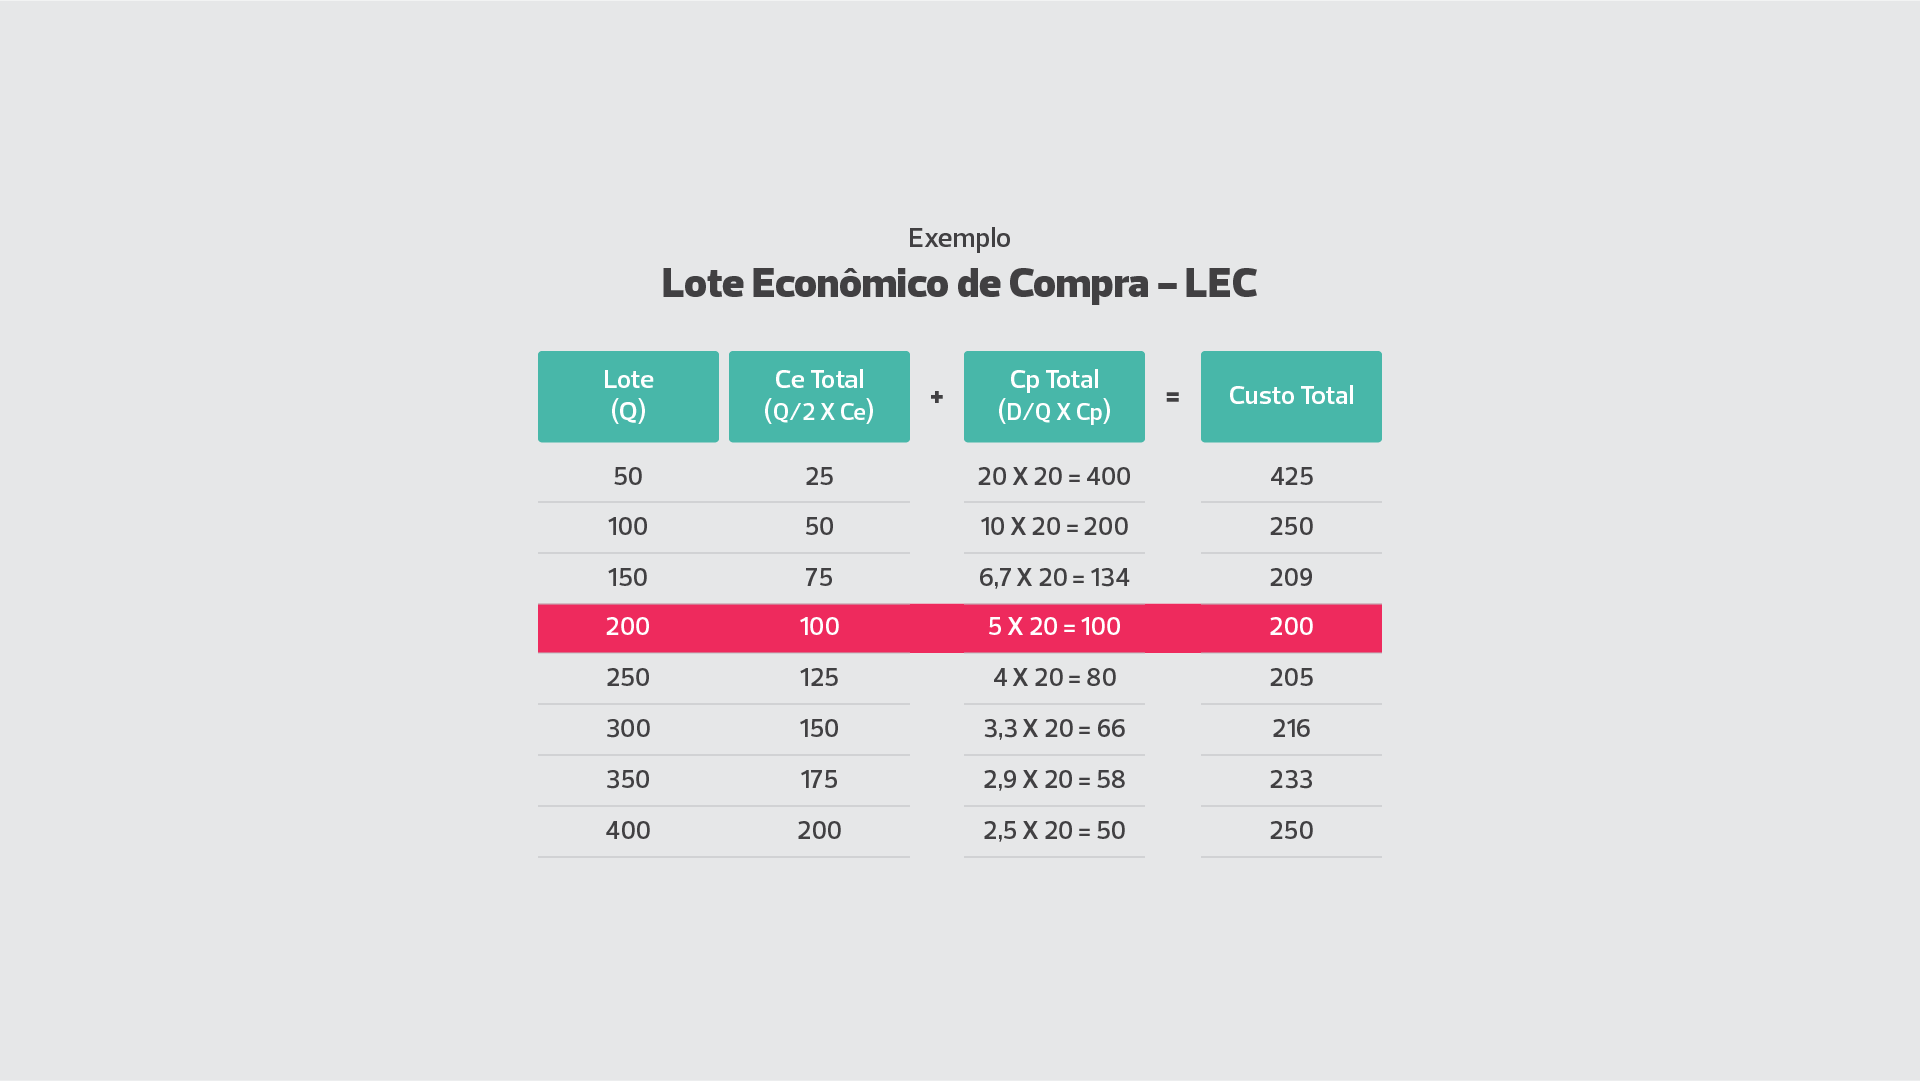 Exemplo
Lote Econômico de Compra – LEC
Lote
(Q)
Ce Total
(Q/2 X Ce)
+
Cp Total
(D/Q X Cp)
=
Custo Total
50 25 20 X 20 = 400 425
100 50 10 X 20 = 200 250
150 75 6,7 X 20 = 134 209
200 100 5 X 20 = 100 200
250 125 4 X 20 = 80 205
300 150 3,3 X 20 = 66 216
350 175 2,9 X 20 = 58 233
400 200 2,5 X 20 = 50 250